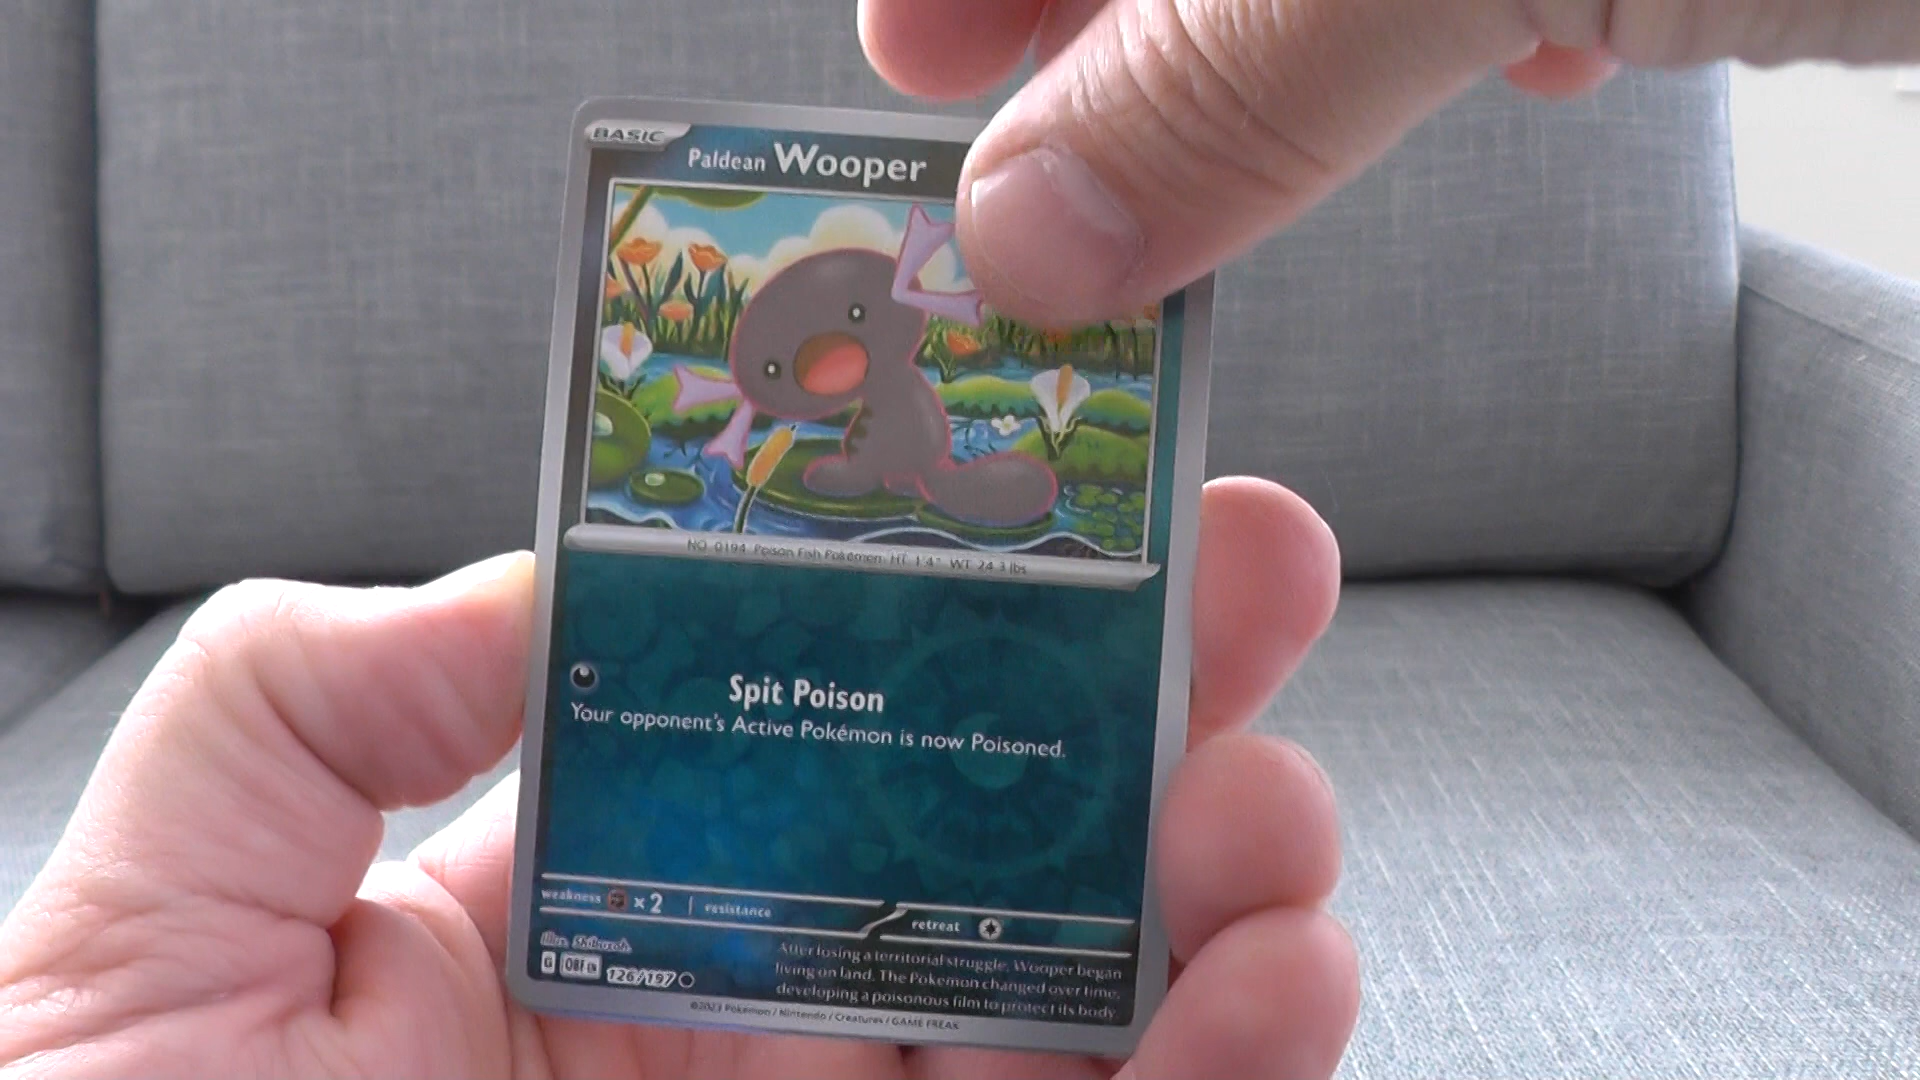 BASIC
Paldean Wooper
NO. 0194 Poison Fish Pokémon HT 1'4" WT 24.3 lbs
Spit Poison
Your opponent's Active Pokémon is now Poisoned.
weakness ×2 resistance
retreat
Illus. Shibuzoh.
G OBF EN 126/197
After losing a territorial struggle, Wooper began
living on land. The Pokémon changed over time,
developing a poisonous film to protect its body.
©2023 Pokémon / Nintendo / Creatures / GAME FREAK